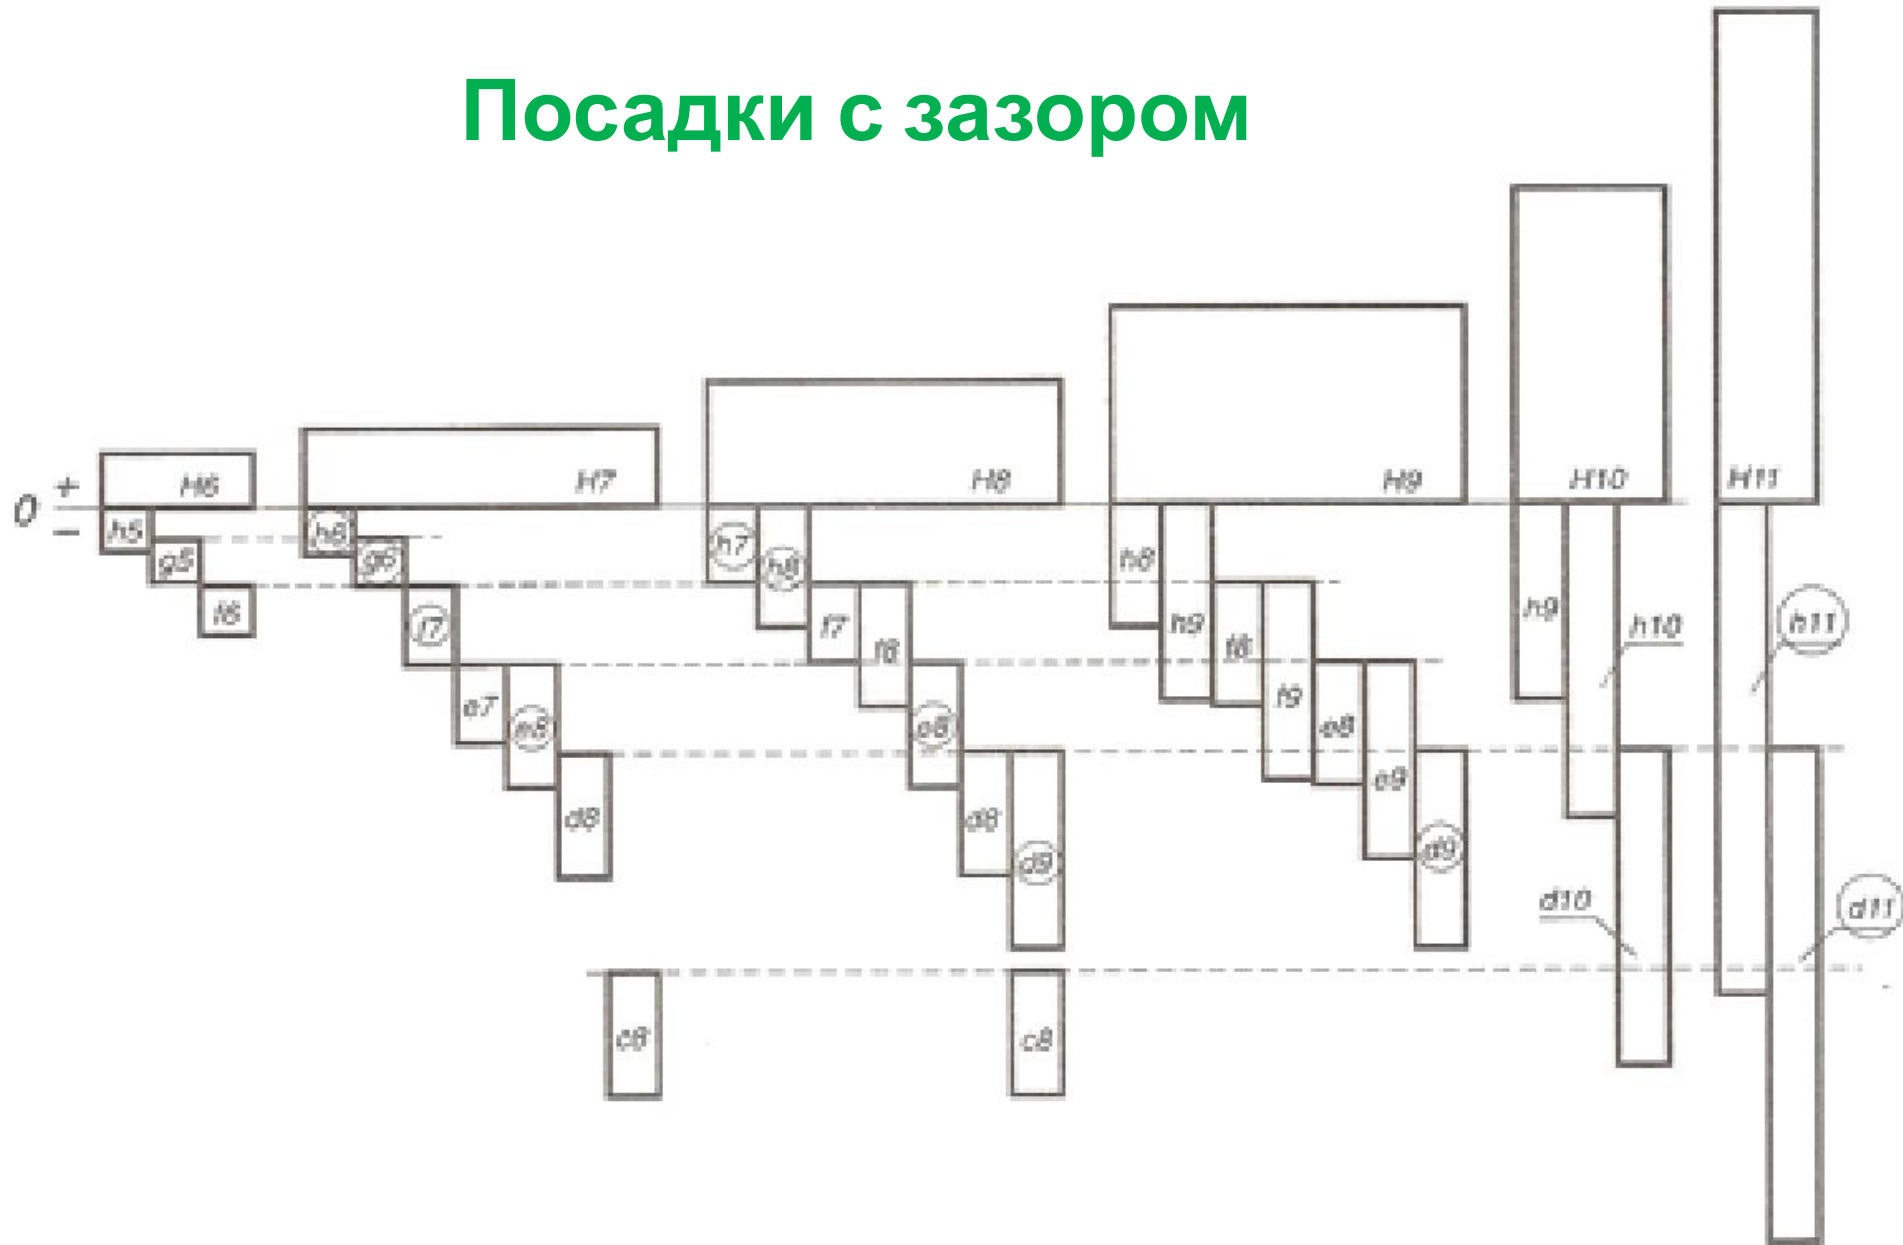 Посадки с зазором
0 + −
H6 H7 H8 H9 H10 H11
h5 g5 f6
h6 g6 f7 e7 e8 d8 c8
h7 h8 f7 f8 e8 d8 d9 c8
h8 h9 f8 f9 e8 e9 d9
h9 h10 d10
h11 d11